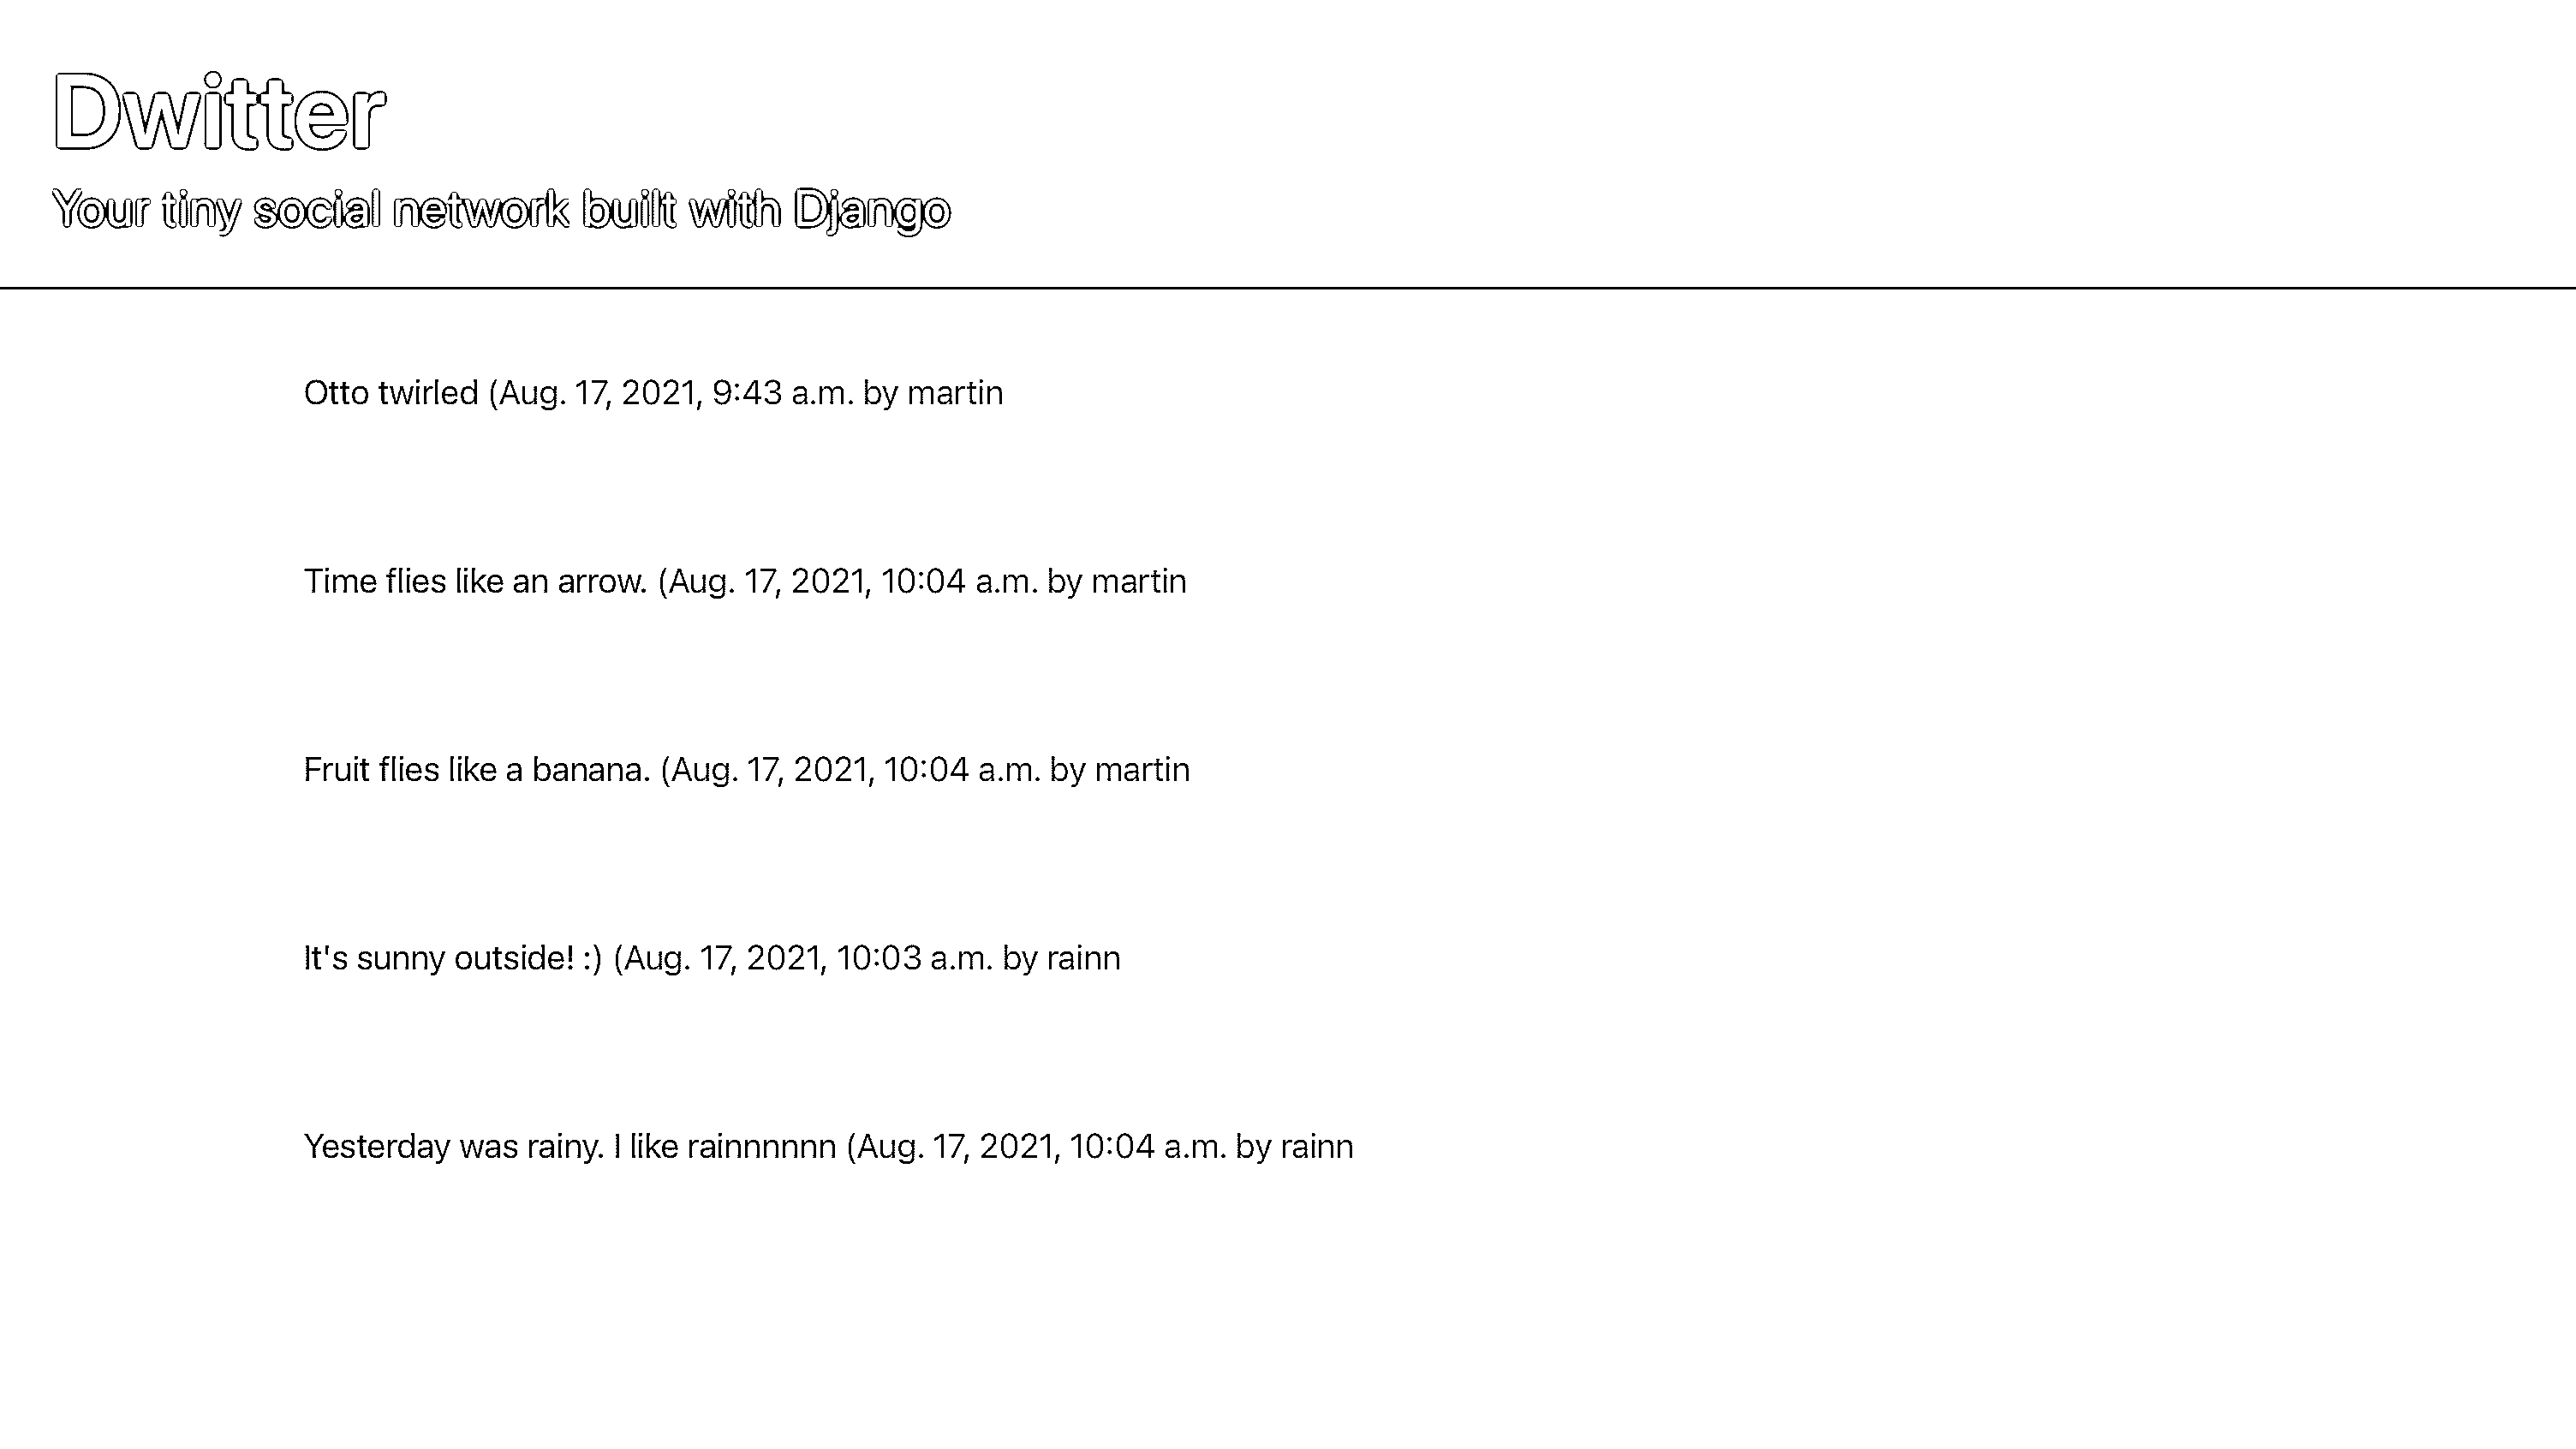 Dwitter
Your tiny social network built with Django
Otto twirled (Aug. 17, 2021, 9:43 a.m. by martin
Time flies like an arrow. (Aug. 17, 2021, 10:04 a.m. by martin
Fruit flies like a banana. (Aug. 17, 2021, 10:04 a.m. by martin
It's sunny outside! :) (Aug. 17, 2021, 10:03 a.m. by rainn
Yesterday was rainy. I like rainnnnnn (Aug. 17, 2021, 10:04 a.m. by rainn